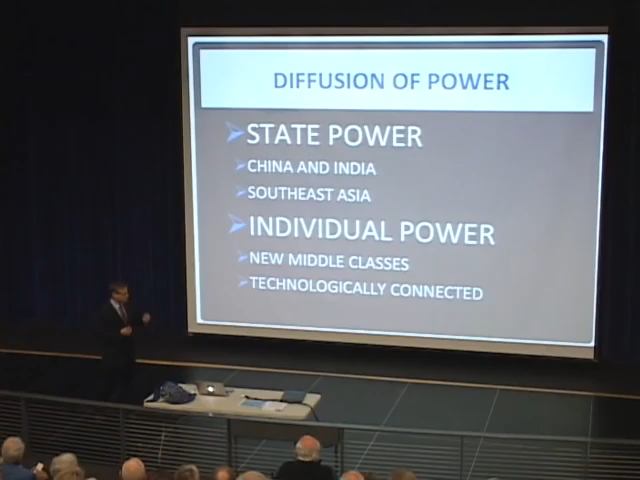 DIFFUSION OF POWER
STATE POWER
CHINA AND INDIA
SOUTHEAST ASIA
INDIVIDUAL POWER
NEW MIDDLE CLASSES
TECHNOLOGICALLY CONNECTED